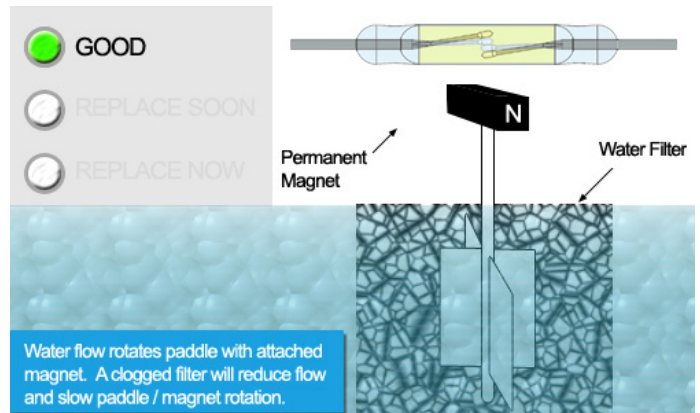 GOOD
REPLACE SOON
REPLACE NOW
N
Permanent
Magnet
Water Filter
Water flow rotates paddle with attached
magnet. A clogged filter will reduce flow
and slow paddle / magnet rotation.